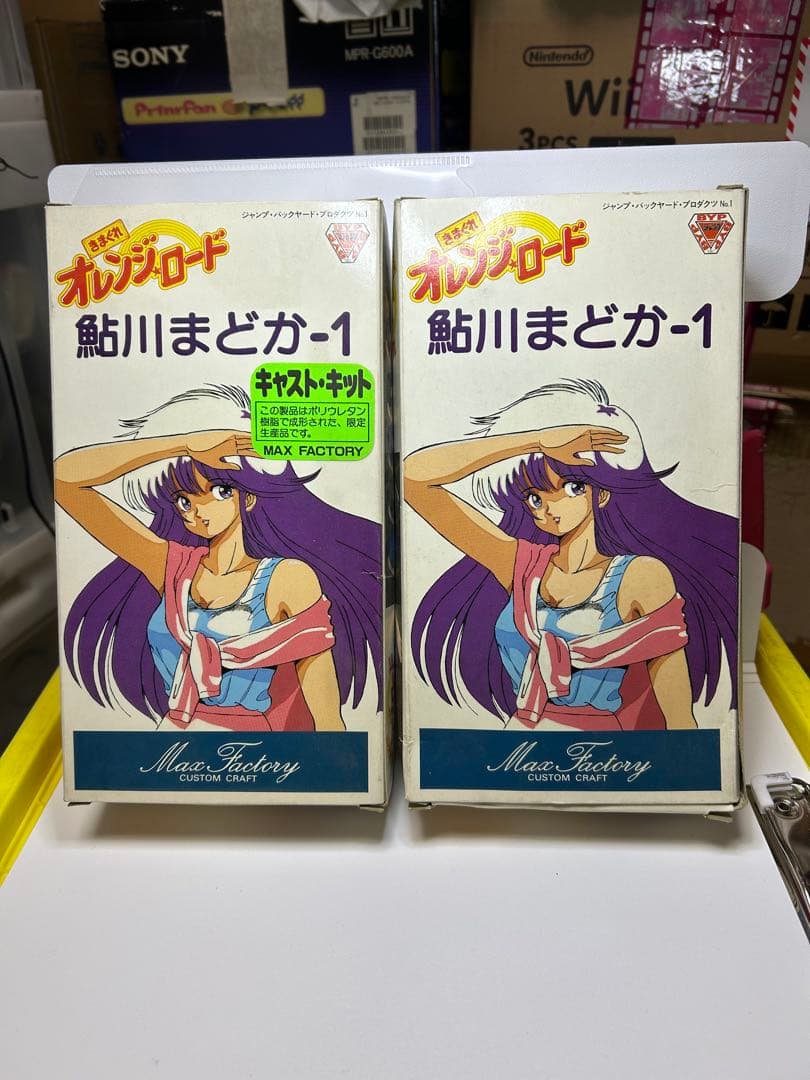 SONY
MPR-G600A
Nintendo
Wii
3PCS
ジャンプ・バックヤード・プロダクツ No.1
BYP
きまぐれ
オレンジ★ロード
鮎川まどか-1
キャスト・キット
この製品はポリウレタン
樹脂で成形された、限定
生産品です。
MAX FACTORY
Max Factory
CUSTOM CRAFT
ジャンプ・バックヤード・プロダクツ No.1
BYP
きまぐれ
オレンジ★ロード
鮎川まどか-1
Max Factory
CUSTOM CRAFT